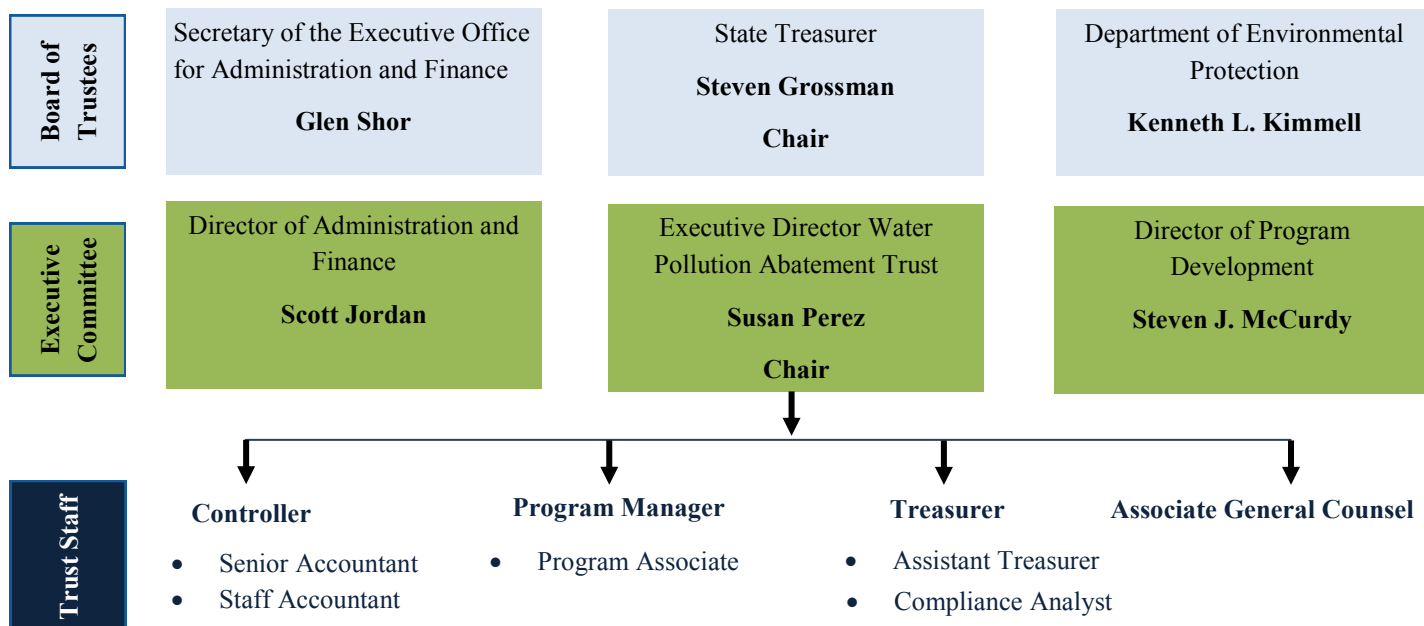 Board of
Trustees
Secretary of the Executive Office
for Administration and Finance
Glen Shor
State Treasurer
Steven Grossman
Chair
Department of Environmental
Protection
Kenneth L. Kimmell
Executive
Committee
Director of Administration and
Finance
Scott Jordan
Executive Director Water
Pollution Abatement Trust
Susan Perez
Chair
Director of Program
Development
Steven J. McCurdy
Trust Staff
Controller
• Senior Accountant
• Staff Accountant
Program Manager
• Program Associate
Treasurer
• Assistant Treasurer
• Compliance Analyst
Associate General Counsel